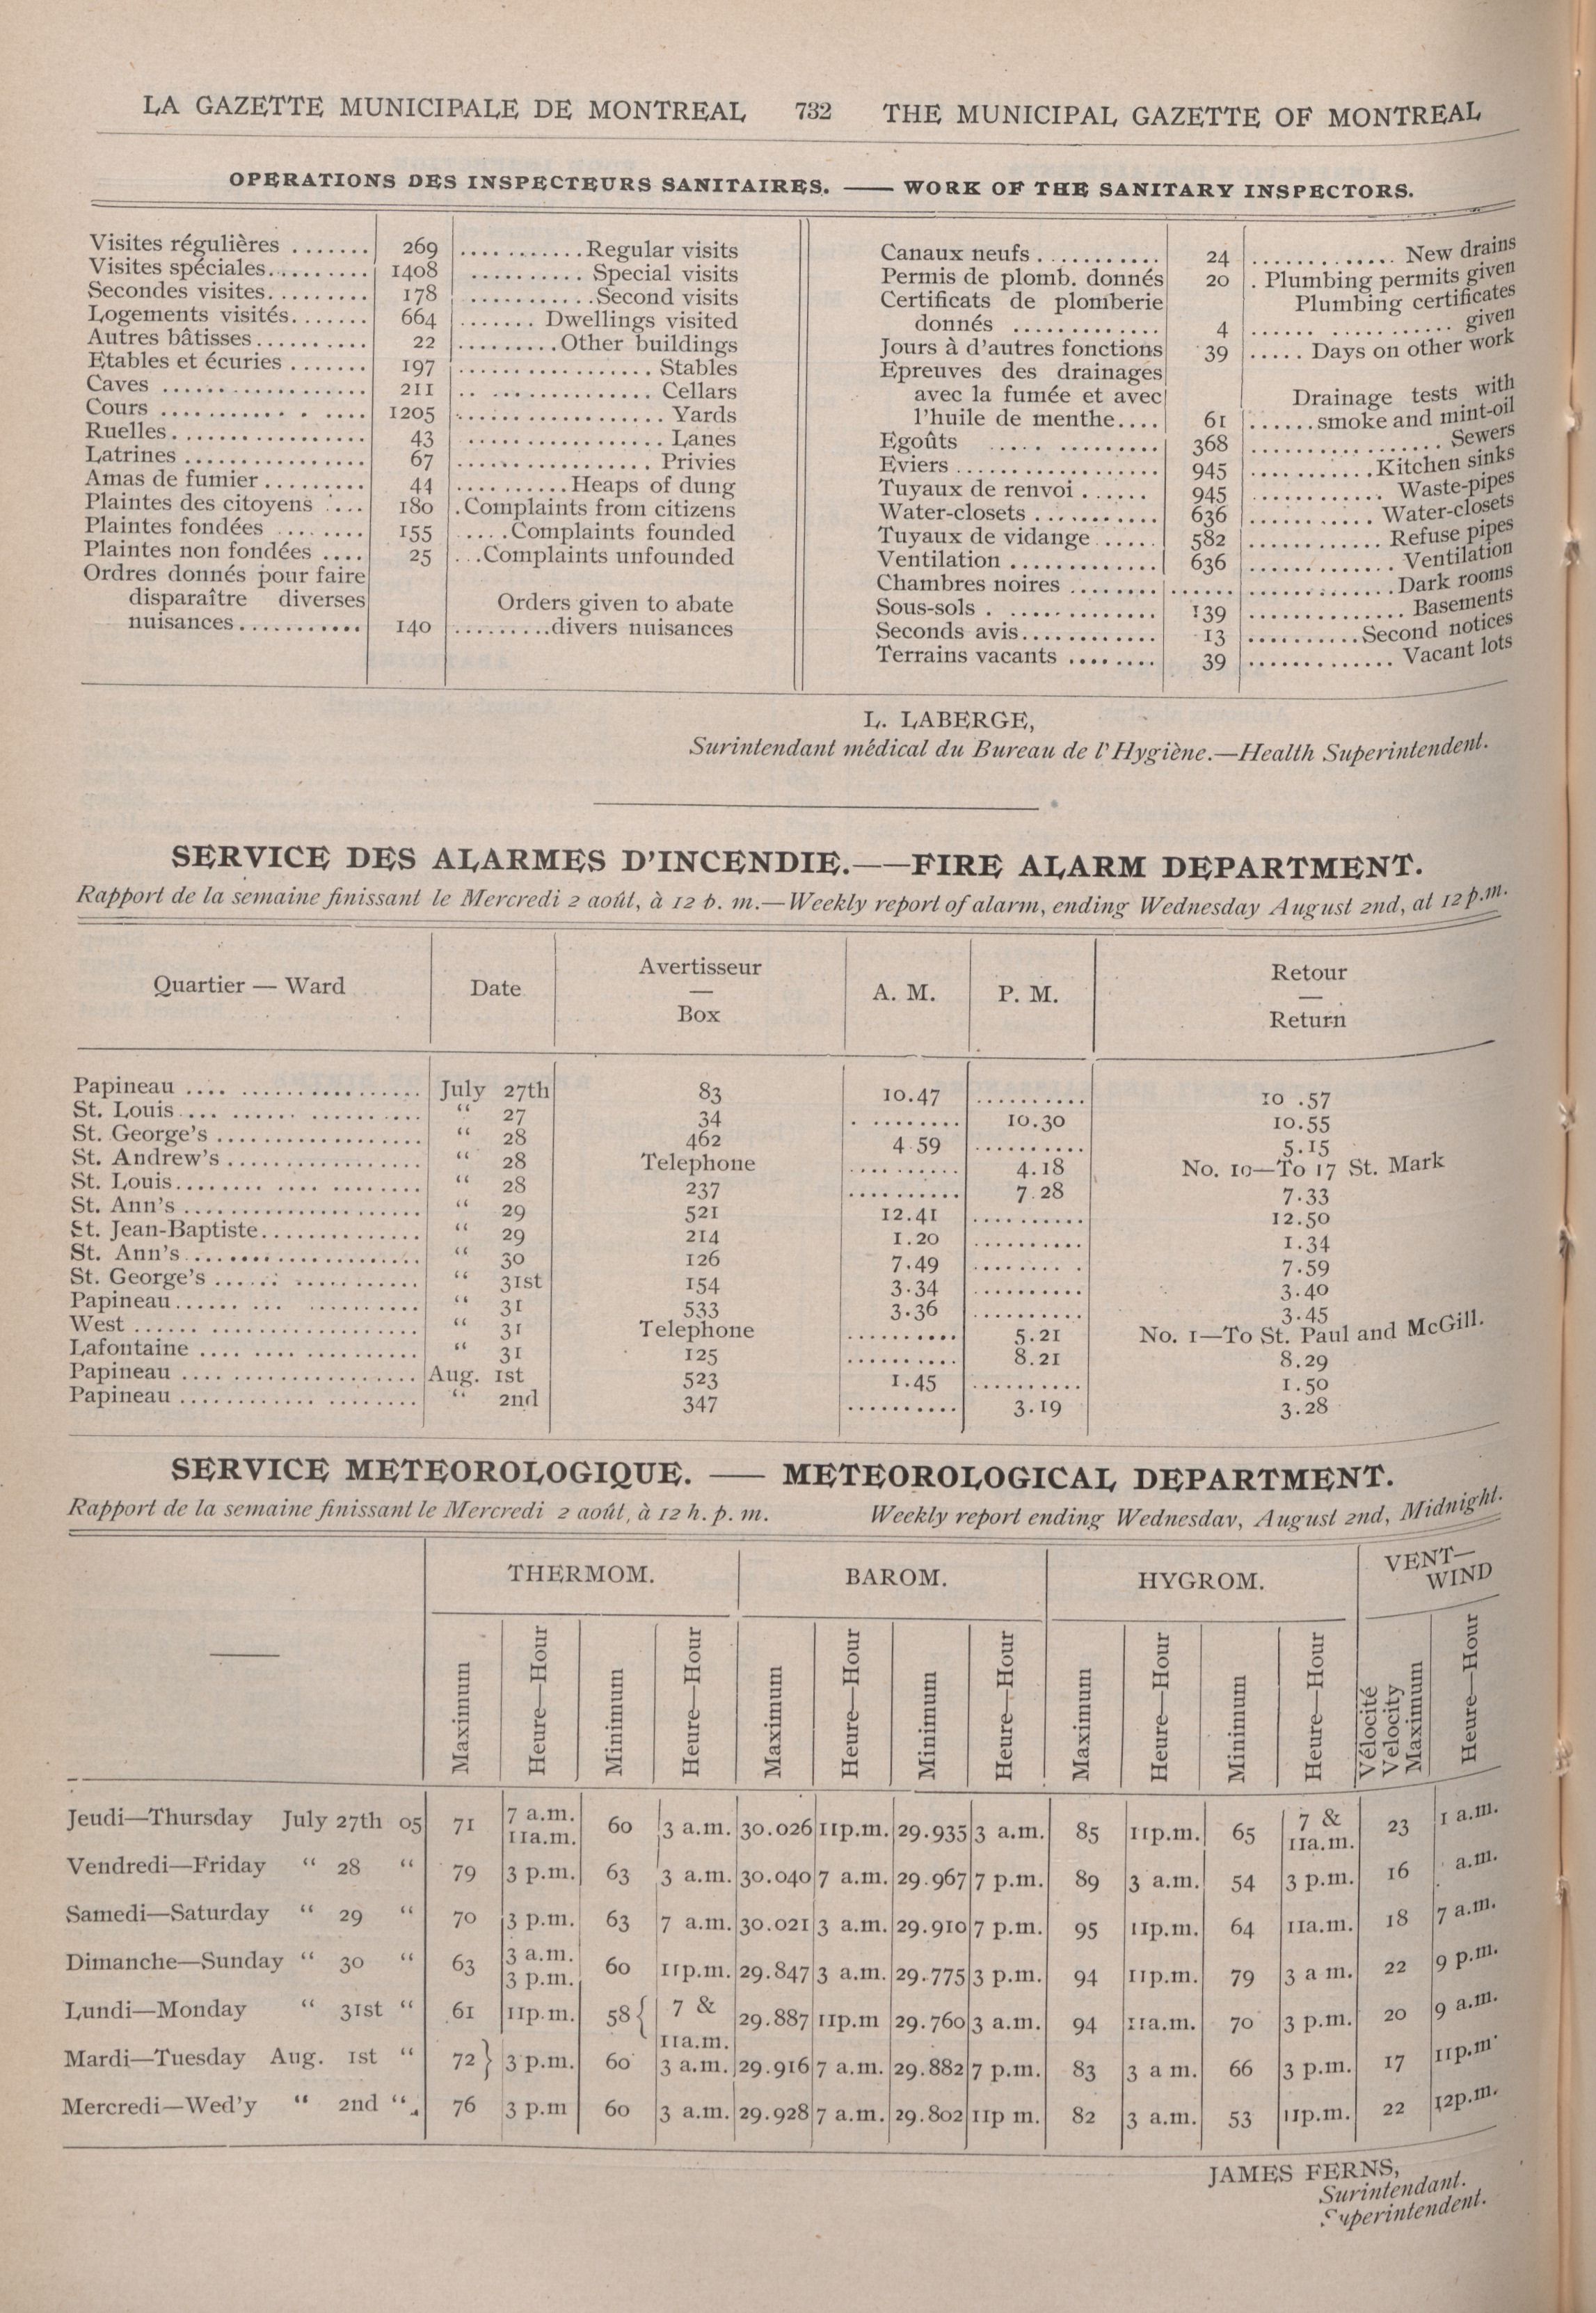 LA GAZETTE MUNICIPALE DE MONTREAL 732 THE MUNICIPAL GAZETTE OF MONTREAL
OPERATIONS DES INSPECTEURS SANITAIRES. —— WORK OF THE SANITARY INSPECTORS.
Visites régulières ....... 269 ............Regular visits
Visites spéciales.......... 1408 .......... Special visits
Secondes visites.......... 178 ............Second visits
Logements visités....... 664 ....... Dwellings visited
Autres bâtisses........... 22 .........Other buildings
Etables et écuries ....... 197 ................. Stables
Caves .................... 211 .. ............... Cellars
Cours ........... . .... 1205 ................... Yards
Ruelles................. 43 .................. Lanes
Latrines ................ 67 ................. Privies
Amas de fumier ......... 44 ..........Heaps of dung
Plaintes des citoyens .... 180 .Complaints from citizens
Plaintes fondées ........ 155 .....Complaints founded
Plaintes non fondées .... 25 ...Complaints unfounded
Ordres donnés pour faire
disparaître diverses Orders given to abate
nuisances........... 140 .........divers nuisances
Canaux neufs ........... 24 ............. New drains
Permis de plomb. donnés 20 . Plumbing permits given
Certificats de plomberie Plumbing certificates
donnés ............. 4 ...... ........... given
Jours à d'autres fonctions 39 ..... Days on other work
Epreuves des drainages
avec la fumée et avec Drainage tests with
l'huile de menthe.... 61 ......smoke and mint-oil
Egoûts ..... ......... 368 ................ Sewers
Eviers .................. 945 ...........Kitchen sinks
Tuyaux de renvoi ...... 945 ............ Waste-pipes
Water-closets ........... 636 ........... Water-closets
Tuyaux de vidange ..... 582 ............ Refuse pipes
Ventilation ............. 636 ............. Ventilation
Chambres noires ........ ...... .............Dark rooms
Sous-sols . ............. 139 .............. Basements
Seconds avis............ 13 ..........Second notices
Terrains vacants ........ 39 ............. Vacant lots
L. LABERGE,
Surintendant médical du Bureau de l'Hygiène.—Health Superintendent.
SERVICE DES ALARMES D'INCENDIE.——FIRE ALARM DEPARTMENT.
Rapport de la semaine finissant le Mercredi 2 août, à 12 p. m.—Weekly report of alarm, ending Wednesday August 2nd, at 12 p.m.
Quartier — Ward Date Avertisseur — Box A. M. P. M. Retour — Return
Papineau .... .................. July 27th 83 10.47 .......... 10 .57
St. Louis .... ...... .......... “ 27 34 . ........ 10.30 10.55
St. George's ................... “ 28 462 4 59 .......... 5.15
St. Andrew's .................. “ 28 Telephone .......... 4.18 No. 10—To 17 St. Mark
St. Louis........ .... ........ “ 28 237 .......... 7.28 7.33
St. Ann's ...................... “ 29 521 12.41 .......... 12.50
St. Jean-Baptiste............... “ 29 214 1.20 .......... 1.34
St. Ann's ...................... “ 30 126 7.49 ........ . 7.59
St. George's ...... ........... “ 31st 154 3.34 .......... 3.40
Papineau...... ... .......... “ 31 533 3.36 .......... 3.45
West ...... ................... “ 31 Telephone .......... 5.21 No. 1—To St. Paul and McGill.
Lafontaine .... .... .......... “ 31 125 .......... 8.21 8.29
Papineau .... ................. Aug. 1st 523 1.45 .......... 1.50
Papineau ............ ........ “ 2nd 347 .......... 3.19 3.28
SERVICE METEOROLOGIQUE. —— METEOROLOGICAL DEPARTMENT.
Rapport de la semaine finissant le Mercredi 2 août, à 12 h. p. m. Weekly report ending Wednesday, August 2nd, Midnight.
THERMOM. BAROM. HYGROM. VENT—
WIND
Maximum Heure—Hour Minimum Heure—Hour Maximum Heure—Hour Minimum Heure—Hour Maximum Heure—Hour Minimum Heure—Hour Vélocité Velocity Maximum Heure—Hour
Jeudi—Thursday July 27th 05 71 7 a.m. 11a.m. 60 3 a.m. 30.026 11p.m. 29.935 3 a.m. 85 11p.m. 65 7 & 11a.m. 23 1 a.m.
Vendredi—Friday “ 28 “ 79 3 p.m. 63 3 a.m. 30.040 7 a.m. 29.967 7 p.m. 89 3 a.m. 54 3 p.m. 16 a.m.
Samedi—Saturday “ 29 “ 70 3 p.m. 63 7 a.m. 30.021 3 a.m. 29.910 7 p.m. 95 11p.m. 64 11a.m. 18 7 a.m.
Dimanche—Sunday “ 30 “ 63 3 a.m. 3 p.m. 60 11p.m. 29.847 3 a.m. 29.775 3 p.m. 94 11p.m. 79 3 a m. 22 9 p.m.
Lundi—Monday “ 31st “ 61 11p.m. 58 { 7 & 11a.m. 29.887 11p.m 29.760 3 a.m. 94 11a.m. 70 3 p.m. 20 9 a.m.
Mardi—Tuesday Aug. 1st “ 72 } 3 p.m. 60 3 a.m. 29.916 7 a.m. 29.882 7 p.m. 83 3 a m. 66 3 p.m. 17 11p.m
Mercredi—Wed'y “ 2nd “ 76 3 p.m 60 3 a.m. 29.928 7 a.m. 29.802 11p m. 82 3 a.m. 53 11p.m. 22 12p.m.
JAMES FERNS,
Surintendant.
Superintendent.